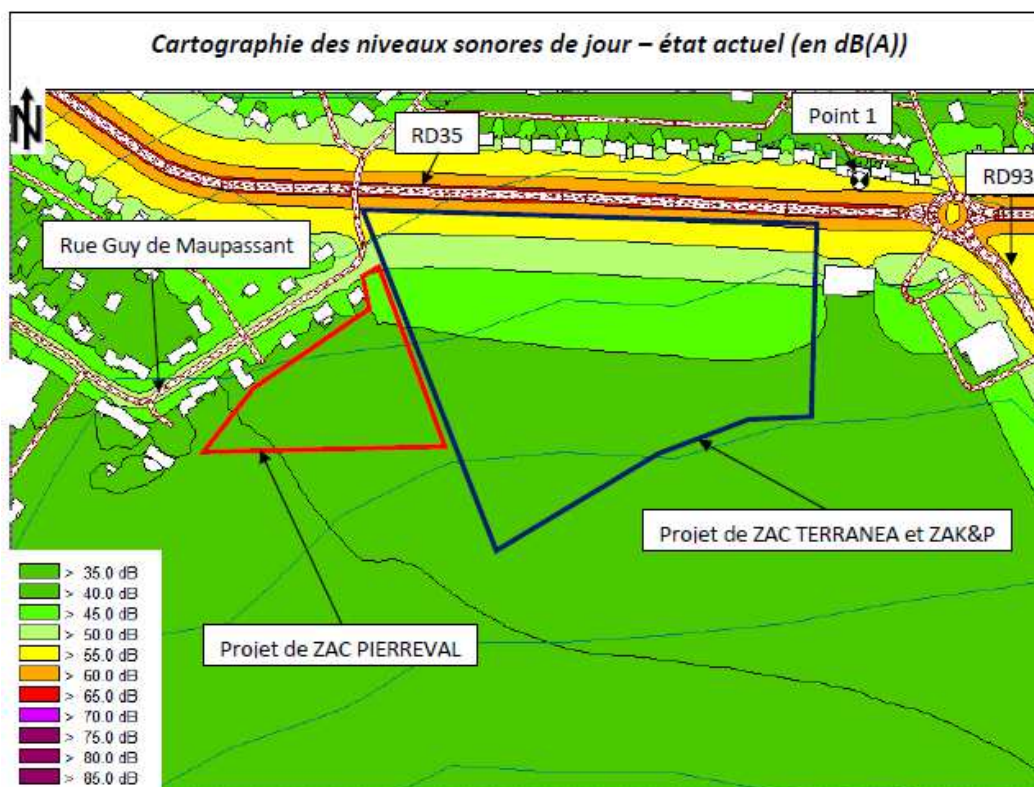 Cartographie des niveaux sonores de jour – état actuel (en dB(A))
N
RD35
Point 1
RD93
Rue Guy de Maupassant
Projet de ZAC TERRANEA et ZAK&P
Projet de ZAC PIERREVAL
> 35.0 dB
> 40.0 dB
> 45.0 dB
> 50.0 dB
> 55.0 dB
> 60.0 dB
> 65.0 dB
> 70.0 dB
> 75.0 dB
> 80.0 dB
> 85.0 dB